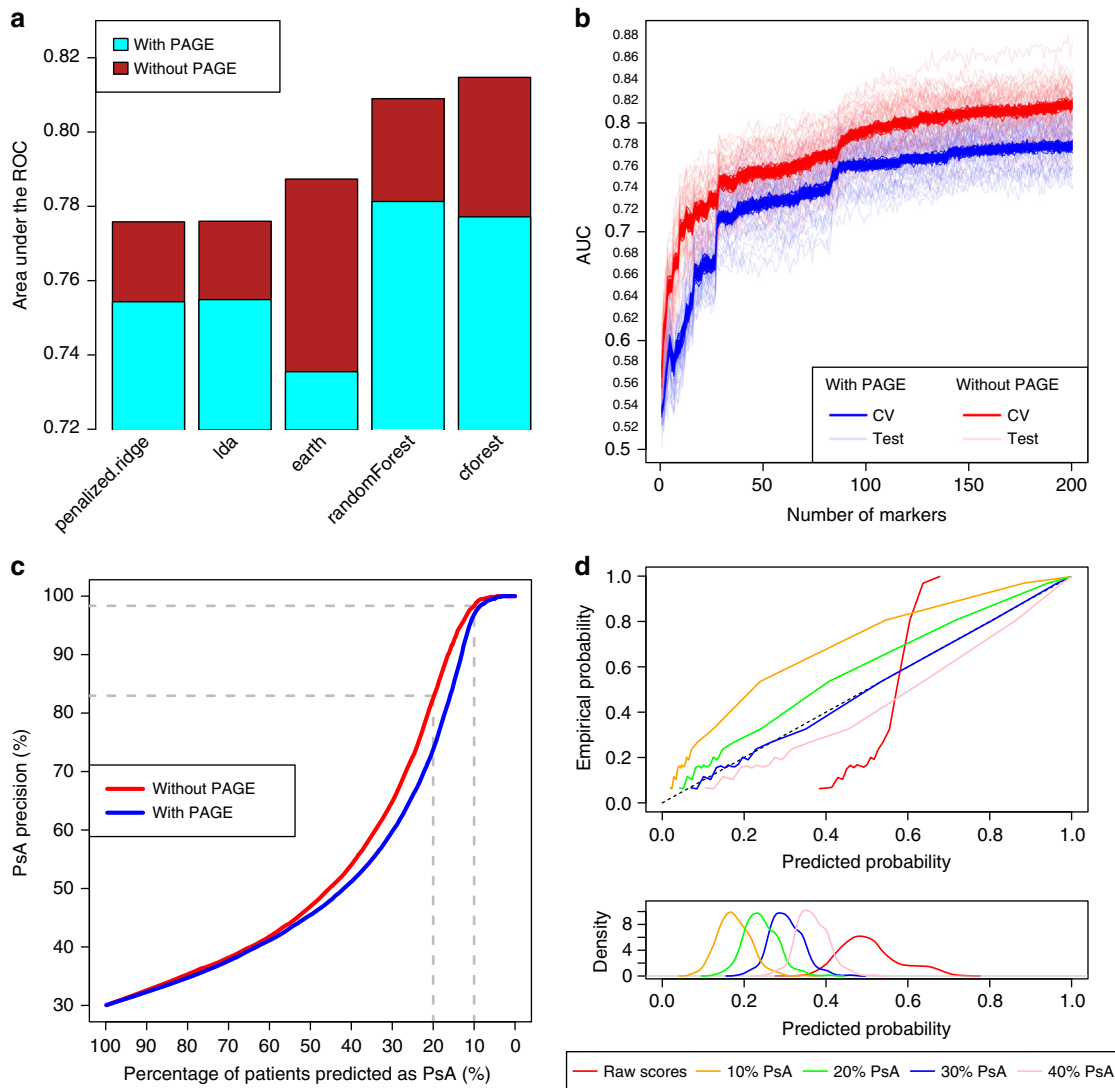 a
With PAGE
Without PAGE
0.82
0.80
0.78
0.76
0.74
0.72
Area under the ROC
penalized.ridge
lda
earth
randomForest
cforest
b
0.88
0.86
0.84
0.82
0.8
0.78
0.76
0.74
0.72
0.7
0.68
0.66
0.64
0.62
0.6
0.58
0.56
0.54
0.52
0.5
AUC
With PAGE Without PAGE
CV CV
Test Test
0 50 100 150 200
Number of markers
c
100
90
80
70
60
50
40
30
PsA precision (%)
Without PAGE
With PAGE
100 90 80 70 60 50 40 30 20 10 0
Percentage of patients predicted as PsA (%)
d
1.0
0.8
0.6
0.4
0.2
0.0
Empirical probability
0.0 0.2 0.4 0.6 0.8 1.0
Predicted probability
8
4
0
Density
0.0 0.2 0.4 0.6 0.8 1.0
Predicted probability
Raw scores 10% PsA 20% PsA 30% PsA 40% PsA